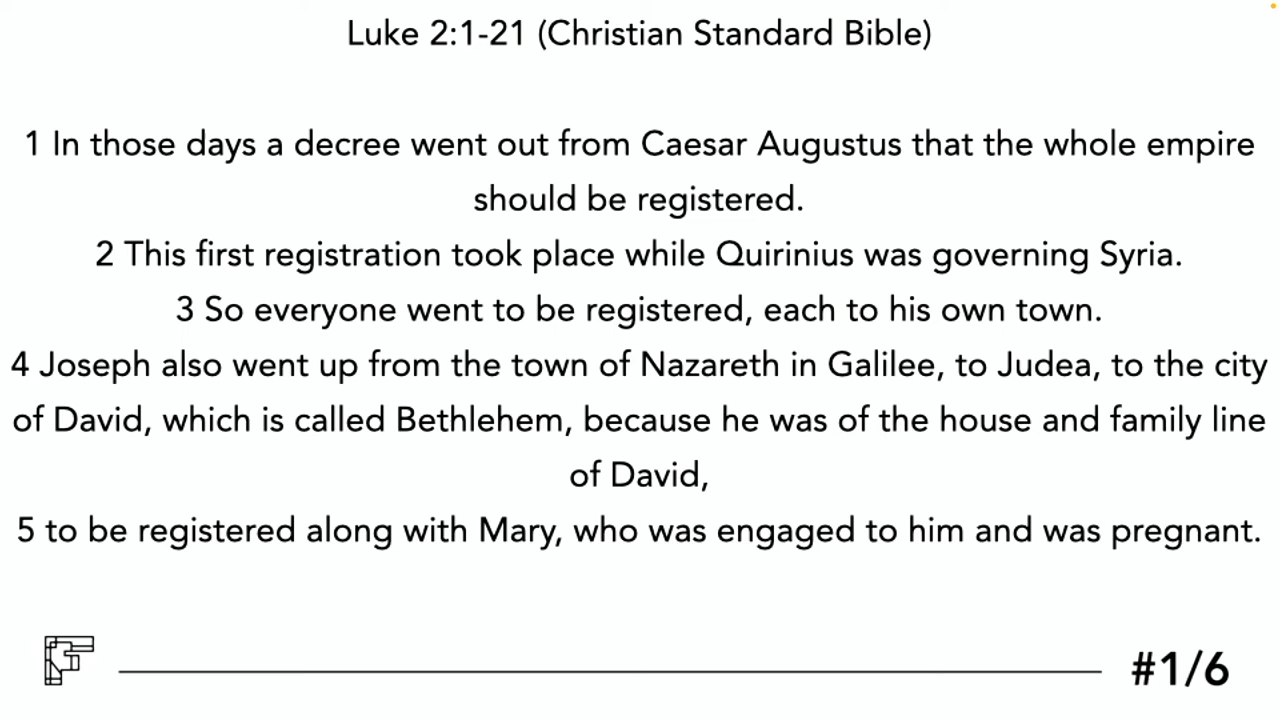 Luke 2:1-21 (Christian Standard Bible)
1 In those days a decree went out from Caesar Augustus that the whole empire
should be registered.
2 This first registration took place while Quirinius was governing Syria.
3 So everyone went to be registered, each to his own town.
4 Joseph also went up from the town of Nazareth in Galilee, to Judea, to the city
of David, which is called Bethlehem, because he was of the house and family line
of David,
5 to be registered along with Mary, who was engaged to him and was pregnant.
#1/6